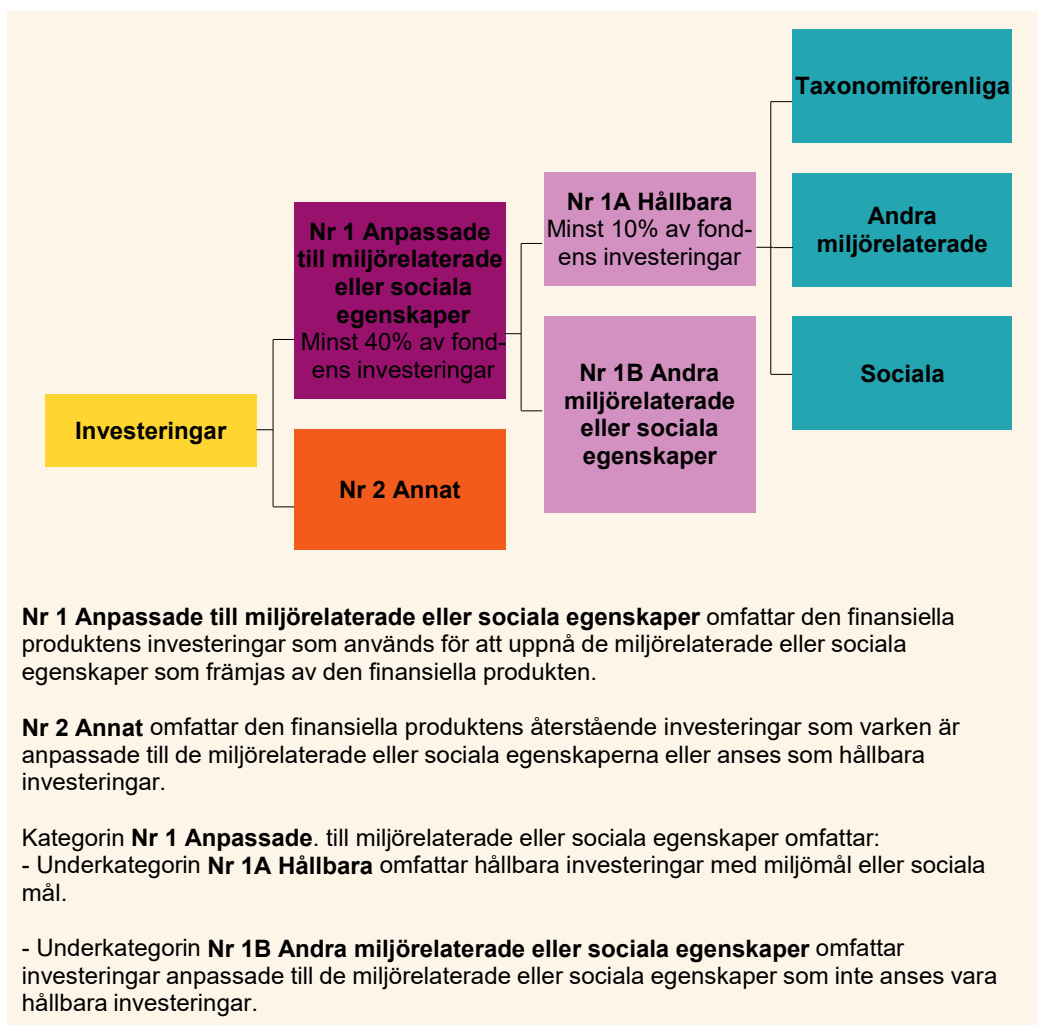 Taxonomiförenliga
Nr 1A Hållbara
Minst 10% av fond-
ens investeringar
Nr 1 Anpassade
till miljörelaterade
eller sociala
egenskaper
Minst 40% av fond-
ens investeringar
Andra
miljörelaterade
Nr 1B Andra
miljörelaterade
eller sociala
egenskaper
Sociala
Investeringar
Nr 2 Annat
Nr 1 Anpassade till miljörelaterade eller sociala egenskaper omfattar den finansiella
produktens investeringar som används för att uppnå de miljörelaterade eller sociala
egenskaper som främjas av den finansiella produkten.
Nr 2 Annat omfattar den finansiella produktens återstående investeringar som varken är
anpassade till de miljörelaterade eller sociala egenskaperna eller anses som hållbara
investeringar.
Kategorin Nr 1 Anpassade. till miljörelaterade eller sociala egenskaper omfattar:
- Underkategorin Nr 1A Hållbara omfattar hållbara investeringar med miljömål eller sociala
mål.
- Underkategorin Nr 1B Andra miljörelaterade eller sociala egenskaper omfattar
investeringar anpassade till de miljörelaterade eller sociala egenskaper som inte anses vara
hållbara investeringar.